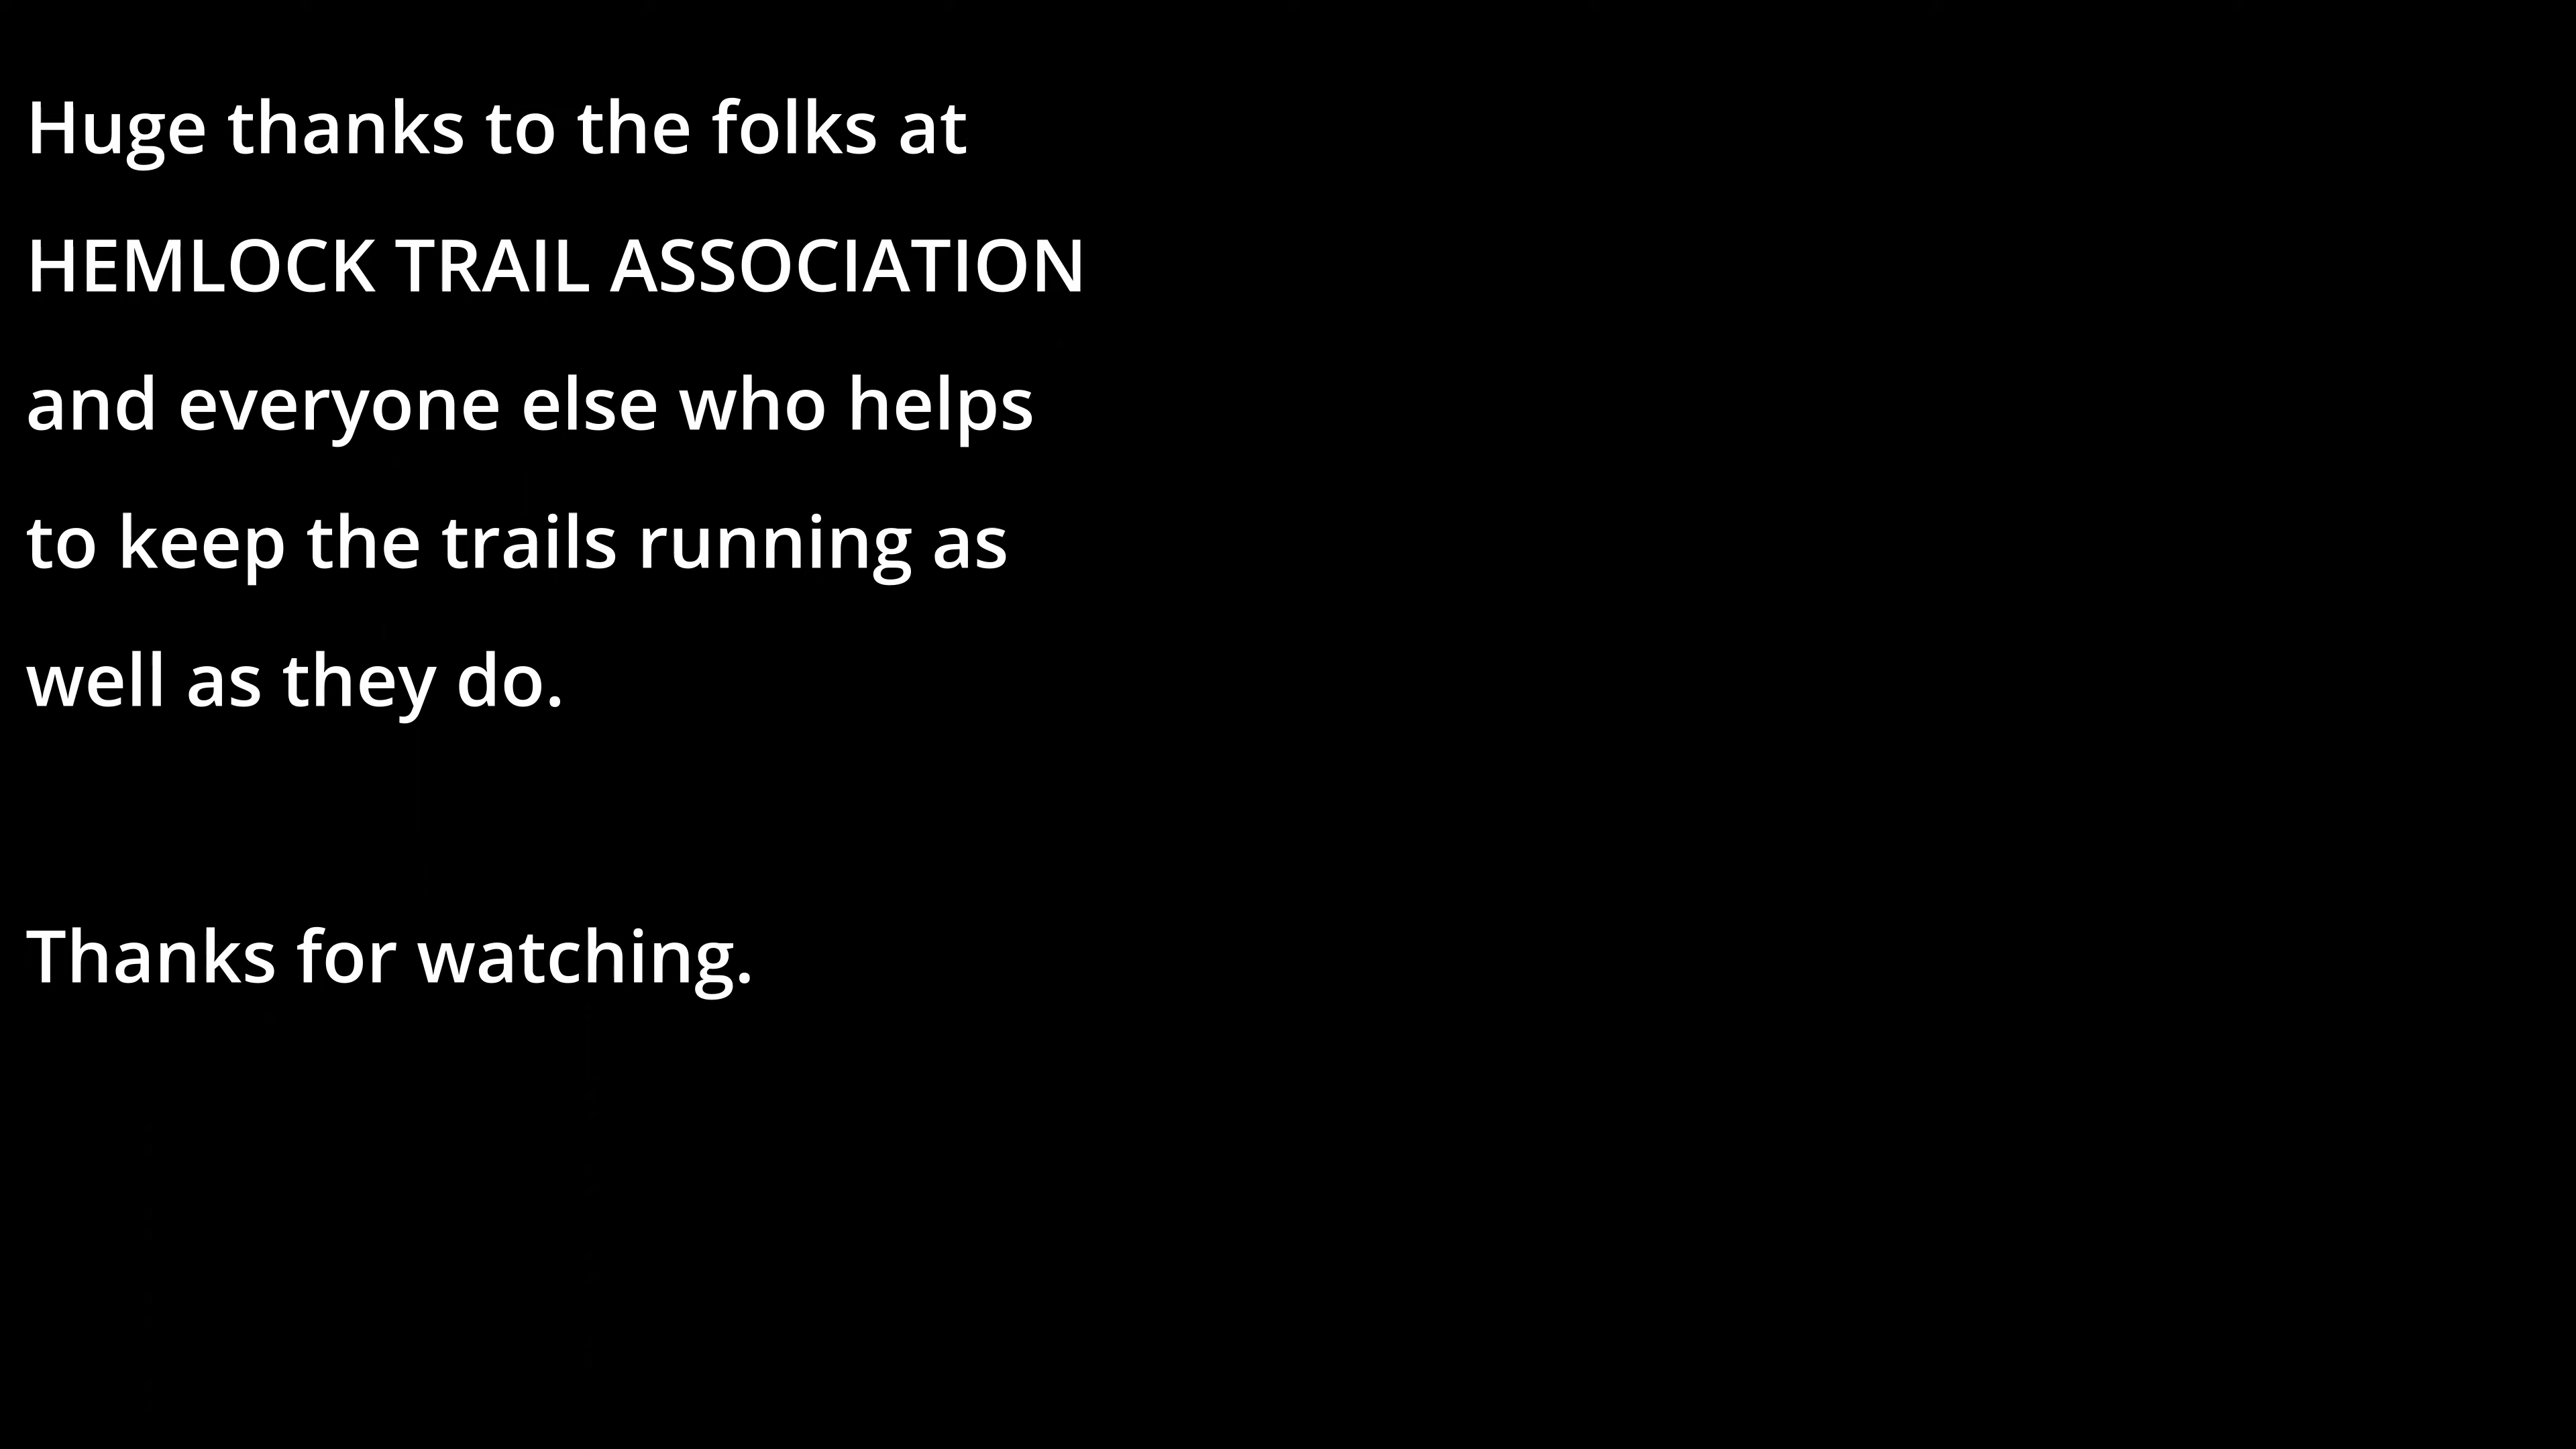 Huge thanks to the folks at
HEMLOCK TRAIL ASSOCIATION
and everyone else who helps
to keep the trails running as
well as they do.
Thanks for watching.